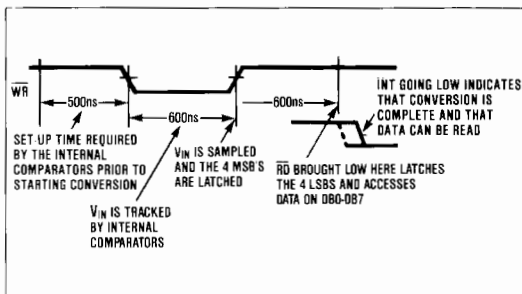 WR
500ns
600ns
600ns
INT GOING LOW INDICATES
THAT CONVERSION IS
COMPLETE AND THAT
DATA CAN BE READ
SET-UP TIME REQUIRED
BY THE INTERNAL
COMPARATORS PRIOR TO
STARTING CONVERSION
VIN IS SAMPLED
AND THE 4 MSB'S
ARE LATCHED
RD BROUGHT LOW HERE LATCHES
THE 4 LSBS AND ACCESSES
DATA ON DB0-DB7
VIN IS TRACKED
BY INTERNAL
COMPARATORS